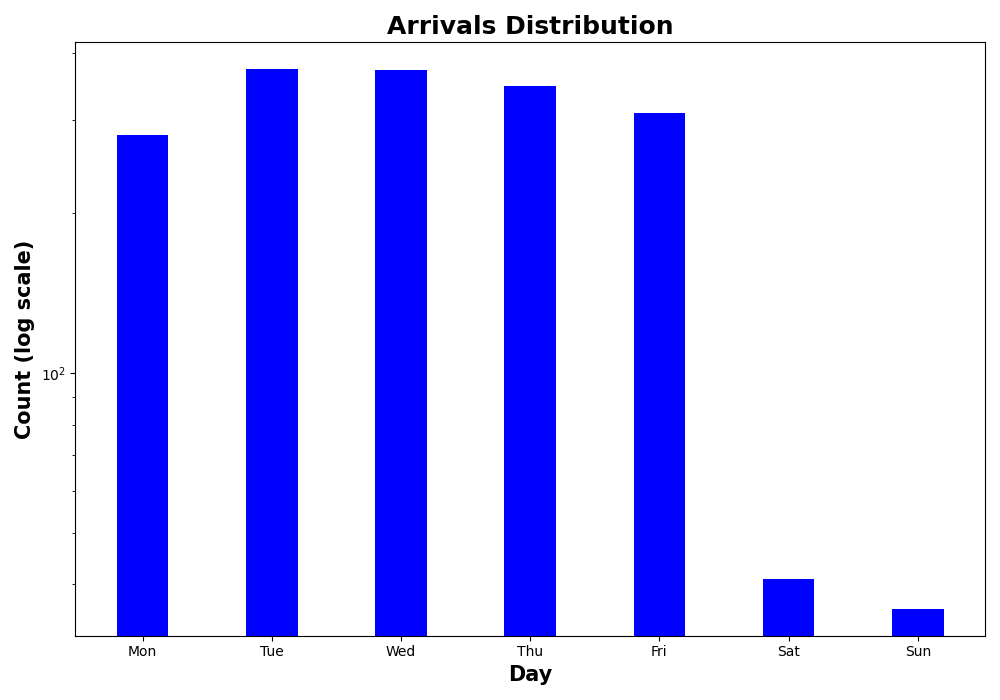 Arrivals Distribution
Count (log scale)
10²
Mon Tue Wed Thu Fri Sat Sun
Day